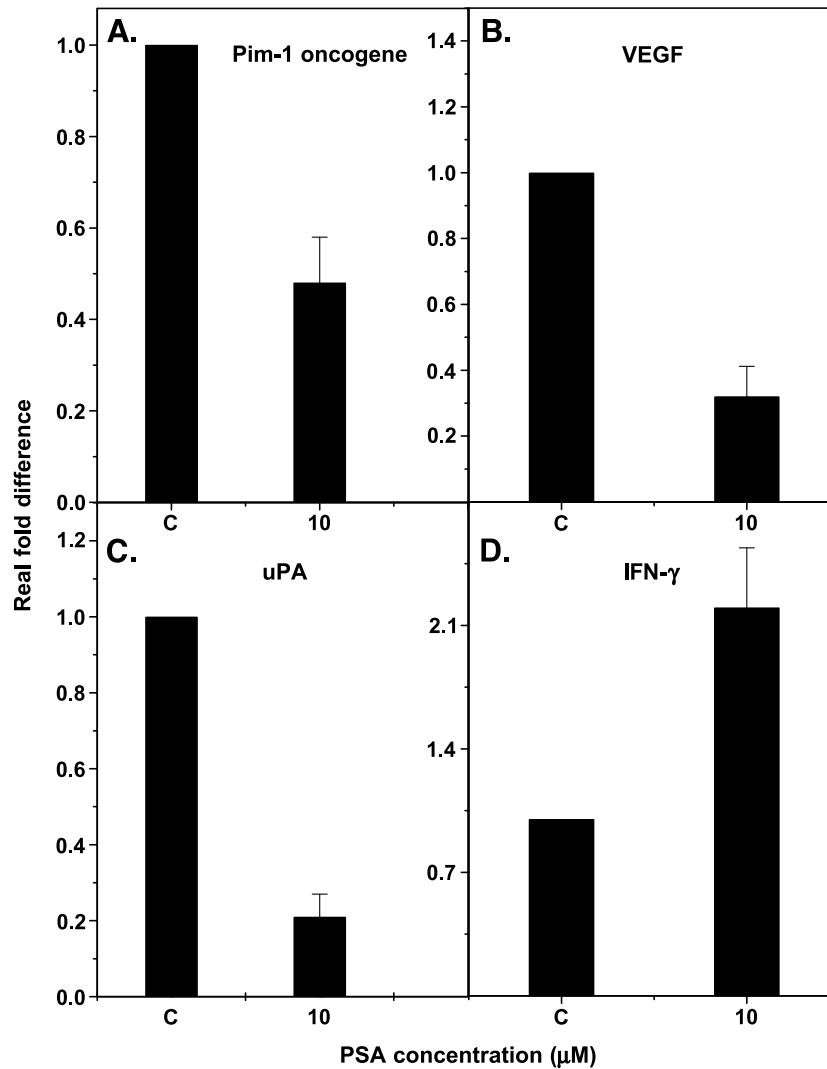 A.
Pim-1 oncogene
1.0
0.8
0.6
0.4
0.2
0.0
C 10
B.
VEGF
1.4
1.2
1.0
0.8
0.6
0.4
0.2
C 10
C.
uPA
1.2
1.0
0.8
0.6
0.4
0.2
0.0
C 10
D.
IFN-γ
2.1
1.4
0.7
C 10
Real fold difference
PSA concentration (μM)